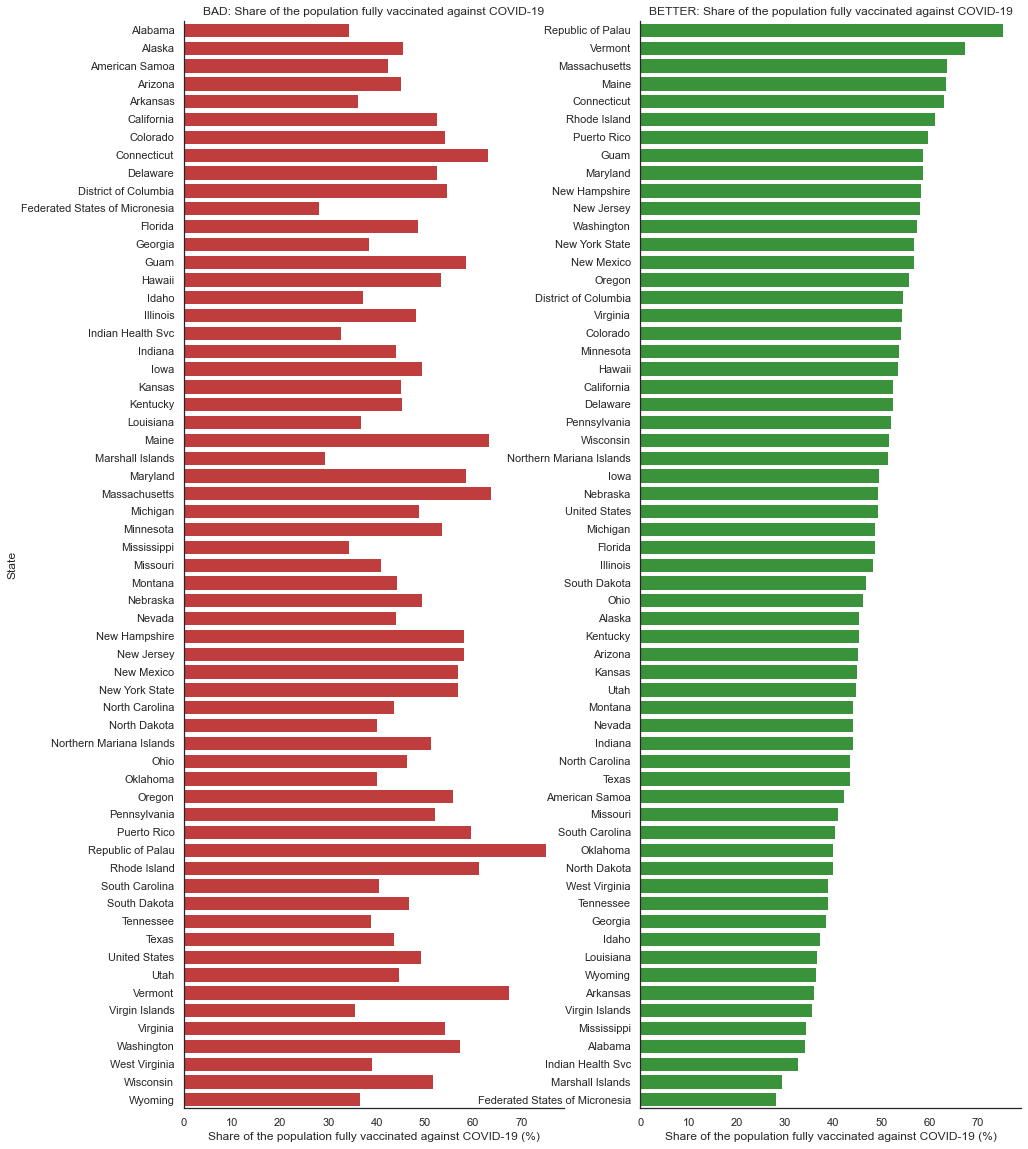 BAD: Share of the population fully vaccinated against COVID-19
State
Alabama
Alaska
American Samoa
Arizona
Arkansas
California
Colorado
Connecticut
Delaware
District of Columbia
Federated States of Micronesia
Florida
Georgia
Guam
Hawaii
Idaho
Illinois
Indian Health Svc
Indiana
Iowa
Kansas
Kentucky
Louisiana
Maine
Marshall Islands
Maryland
Massachusetts
Michigan
Minnesota
Mississippi
Missouri
Montana
Nebraska
Nevada
New Hampshire
New Jersey
New Mexico
New York State
North Carolina
North Dakota
Northern Mariana Islands
Ohio
Oklahoma
Oregon
Pennsylvania
Puerto Rico
Republic of Palau
Rhode Island
South Carolina
South Dakota
Tennessee
Texas
United States
Utah
Vermont
Virgin Islands
Virginia
Washington
West Virginia
Wisconsin
Wyoming
0 10 20 30 40 50 60 70
Share of the population fully vaccinated against COVID-19 (%)
BETTER: Share of the population fully vaccinated against COVID-19
Republic of Palau
Vermont
Massachusetts
Maine
Connecticut
Rhode Island
Puerto Rico
Guam
Maryland
New Hampshire
New Jersey
Washington
New York State
New Mexico
Oregon
District of Columbia
Virginia
Colorado
Minnesota
Hawaii
California
Delaware
Pennsylvania
Wisconsin
Northern Mariana Islands
Iowa
Nebraska
United States
Michigan
Florida
Illinois
South Dakota
Ohio
Alaska
Kentucky
Arizona
Kansas
Utah
Montana
Nevada
Indiana
North Carolina
Texas
American Samoa
Missouri
South Carolina
Oklahoma
North Dakota
West Virginia
Tennessee
Georgia
Idaho
Louisiana
Wyoming
Arkansas
Virgin Islands
Mississippi
Alabama
Indian Health Svc
Marshall Islands
Federated States of Micronesia
0 10 20 30 40 50 60 70
Share of the population fully vaccinated against COVID-19 (%)